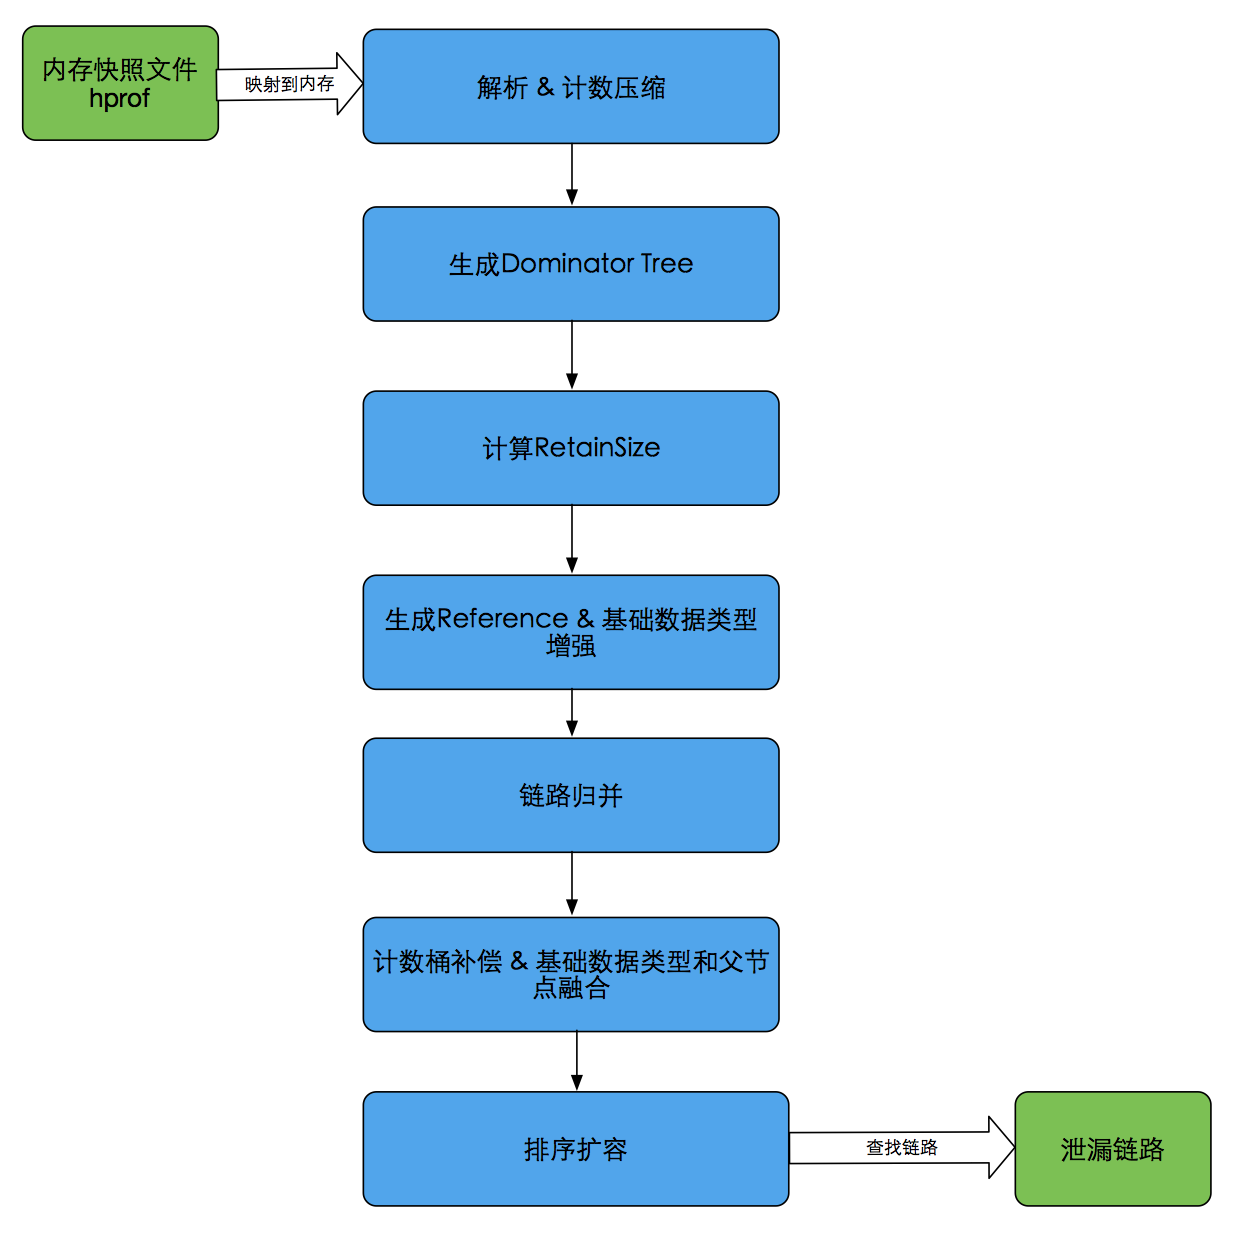 内存快照文件
hprof
映射到内存
解析 & 计数压缩
生成Dominator Tree
计算RetainSize
生成Reference & 基础数据类型
增强
链路归并
计数桶补偿 & 基础数据类型和父节
点融合
排序扩容
查找链路
泄漏链路